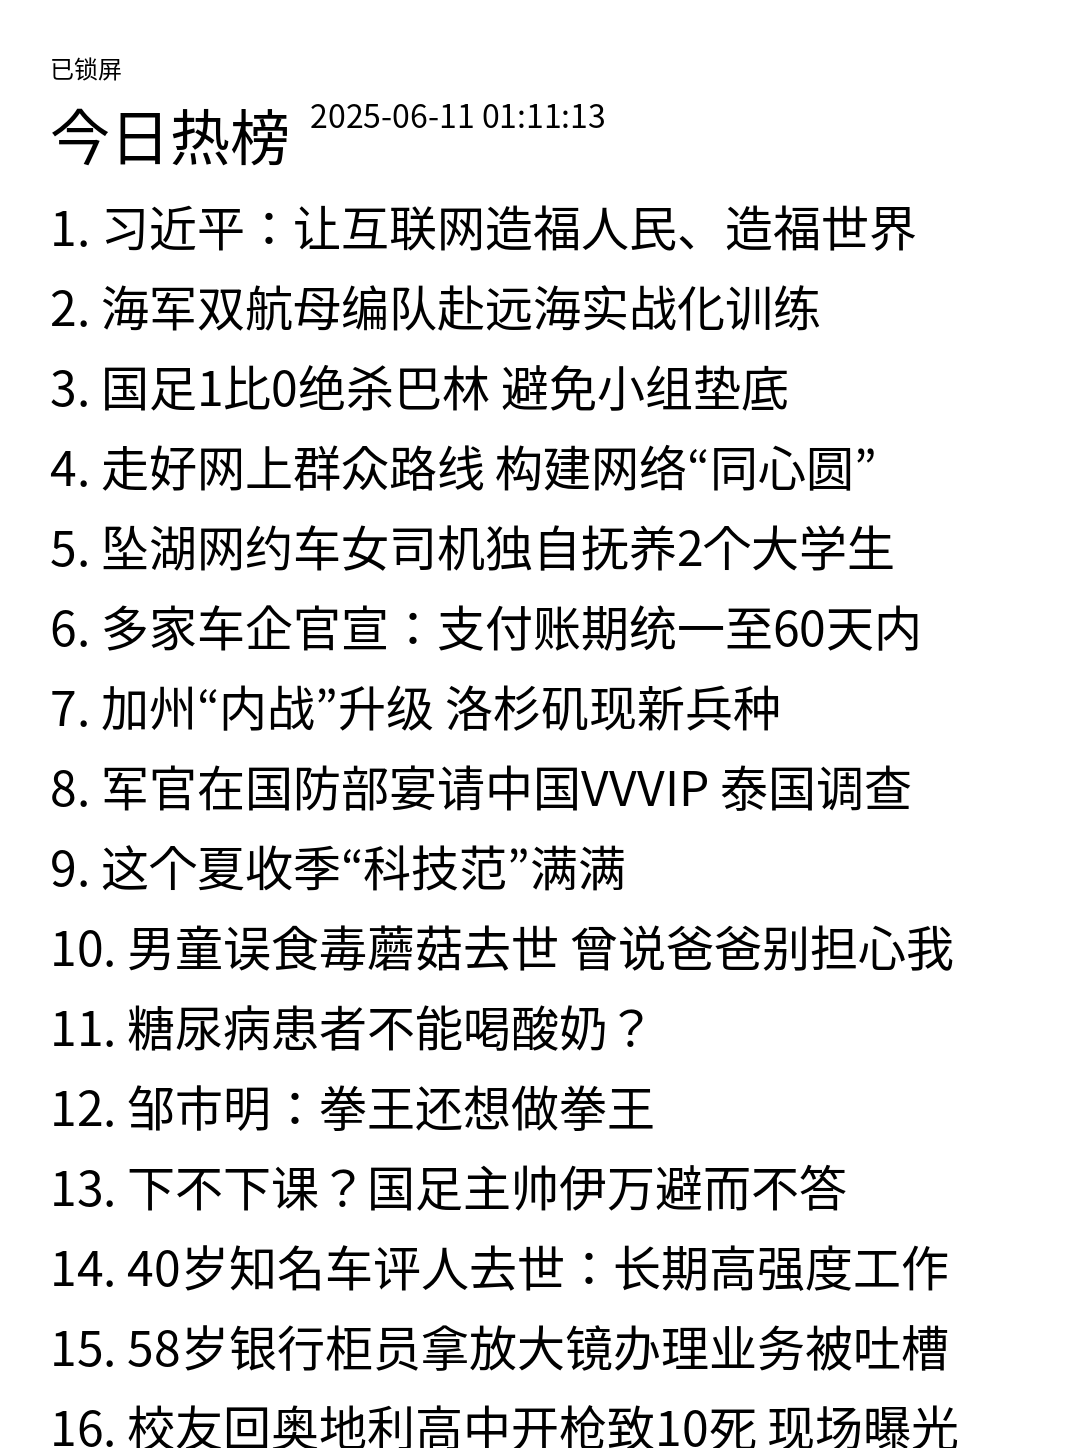 已锁屏
今日热榜 2025-06-11 01:11:13
1. 习近平：让互联网造福人民、造福世界
2. 海军双航母编队赴远海实战化训练
3. 国足1比0绝杀巴林 避免小组垫底
4. 走好网上群众路线 构建网络“同心圆”
5. 坠湖网约车女司机独自抚养2个大学生
6. 多家车企官宣：支付账期统一至60天内
7. 加州“内战”升级 洛杉矶现新兵种
8. 军官在国防部宴请中国VVVIP 泰国调查
9. 这个夏收季“科技范”满满
10. 男童误食毒蘑菇去世 曾说爸爸别担心我
11. 糖尿病患者不能喝酸奶？
12. 邹市明：拳王还想做拳王
13. 下不下课？国足主帅伊万避而不答
14. 40岁知名车评人去世：长期高强度工作
15. 58岁银行柜员拿放大镜办理业务被吐槽
16. 校友回奥地利高中开枪致10死 现场曝光